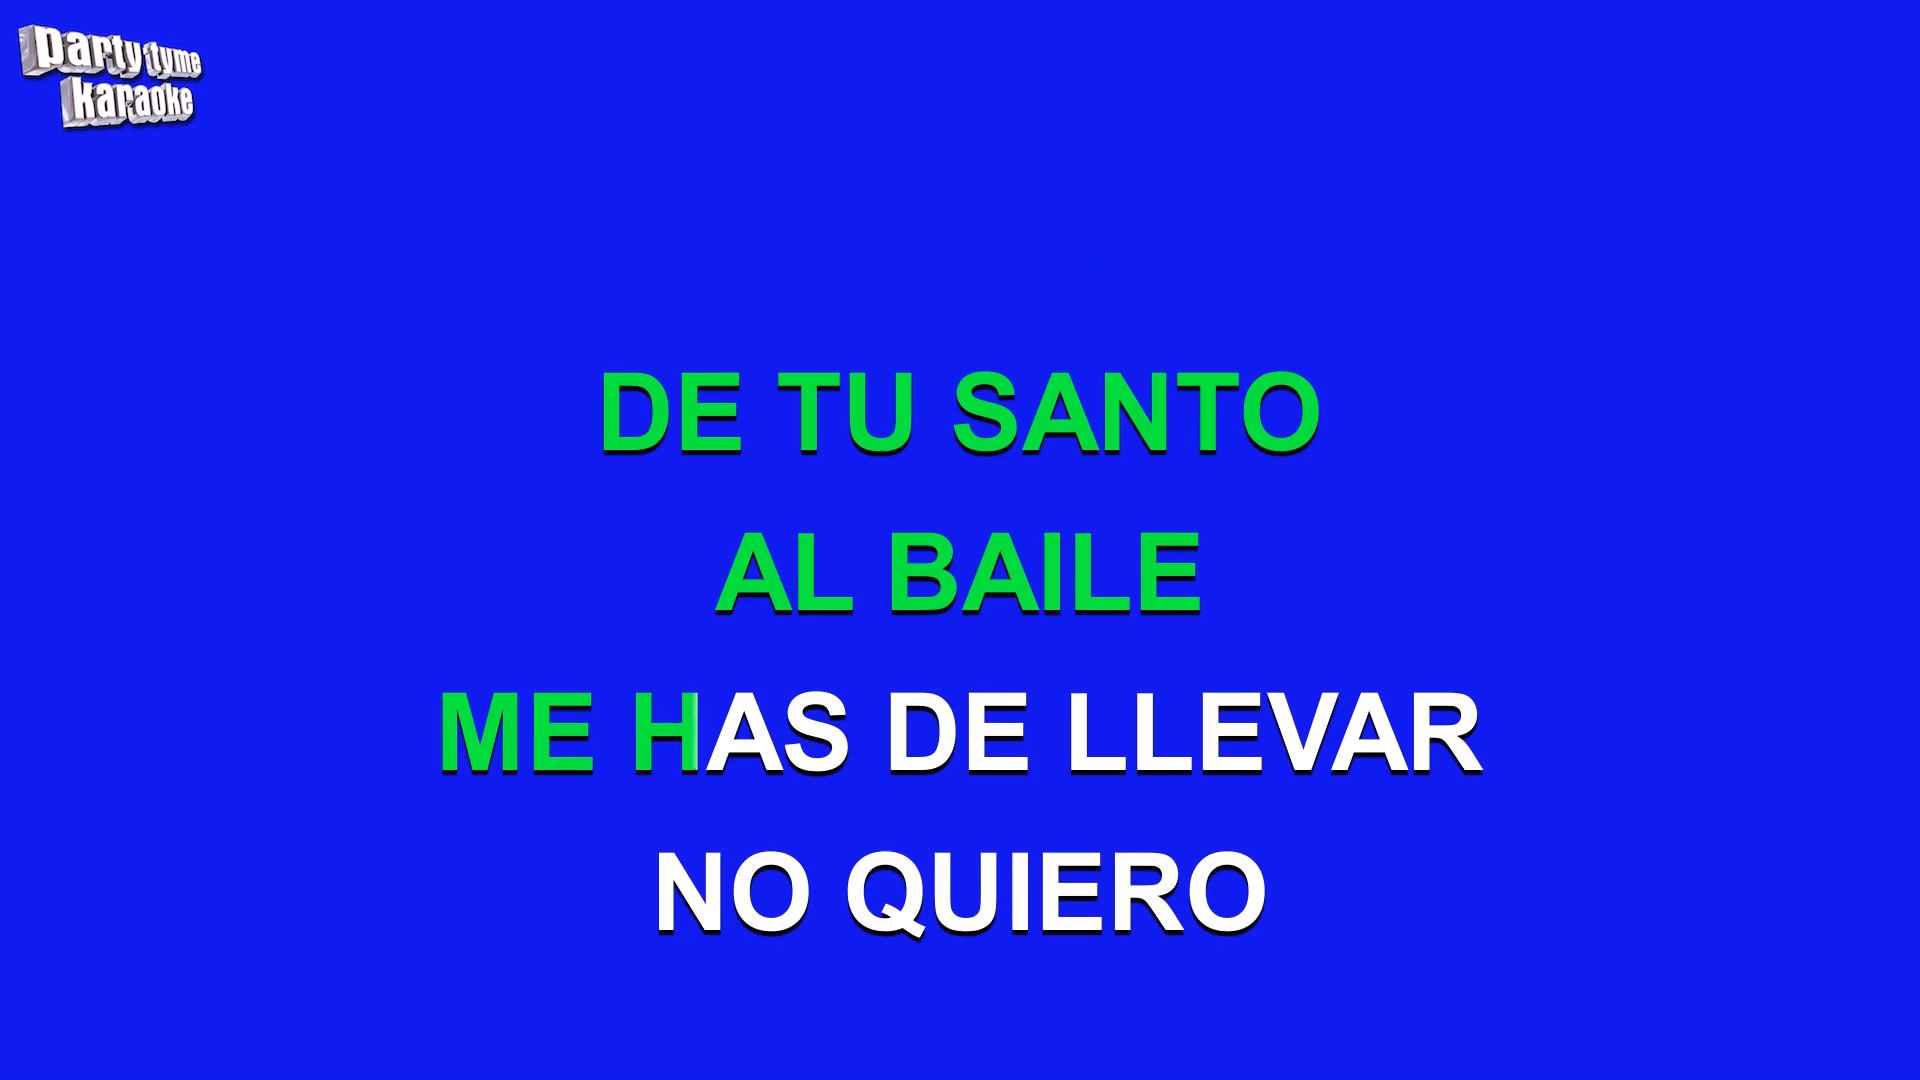 party tyme
karaoke
DE TU SANTO
AL BAILE
ME HAS DE LLEVAR
NO QUIERO